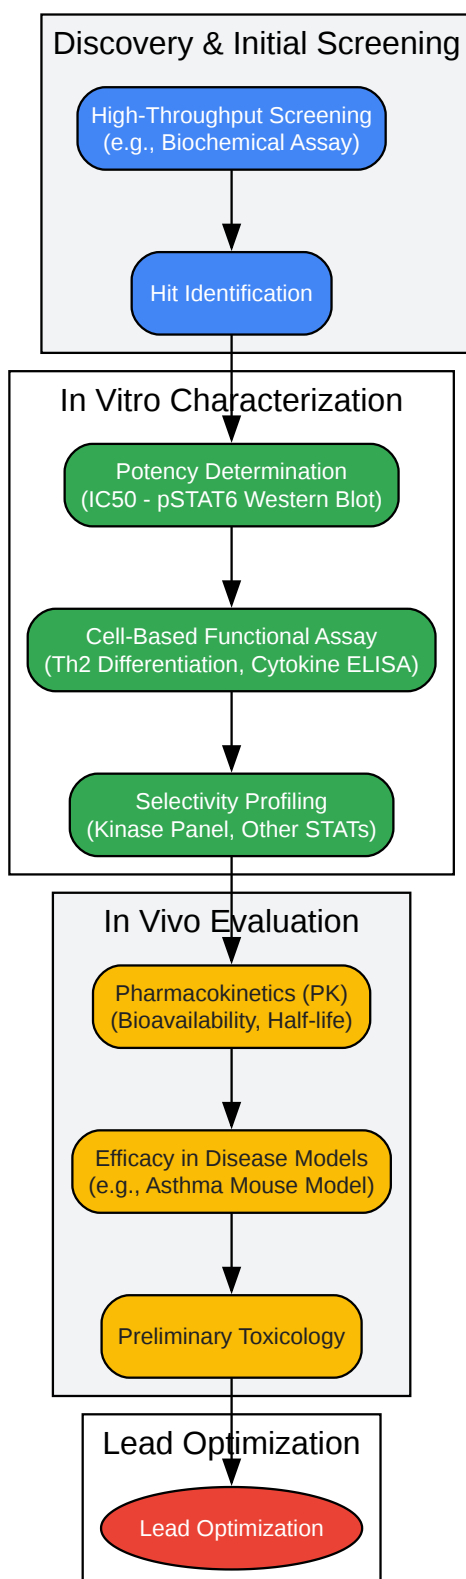 Discovery & Initial Screening
High-Throughput Screening
(e.g., Biochemical Assay)
Hit Identification
In Vitro Characterization
Potency Determination
(IC50 - pSTAT6 Western Blot)
Cell-Based Functional Assay
(Th2 Differentiation, Cytokine ELISA)
Selectivity Profiling
(Kinase Panel, Other STATs)
In Vivo Evaluation
Pharmacokinetics (PK)
(Bioavailability, Half-life)
Efficacy in Disease Models
(e.g., Asthma Mouse Model)
Preliminary Toxicology
Lead Optimization
Lead Optimization